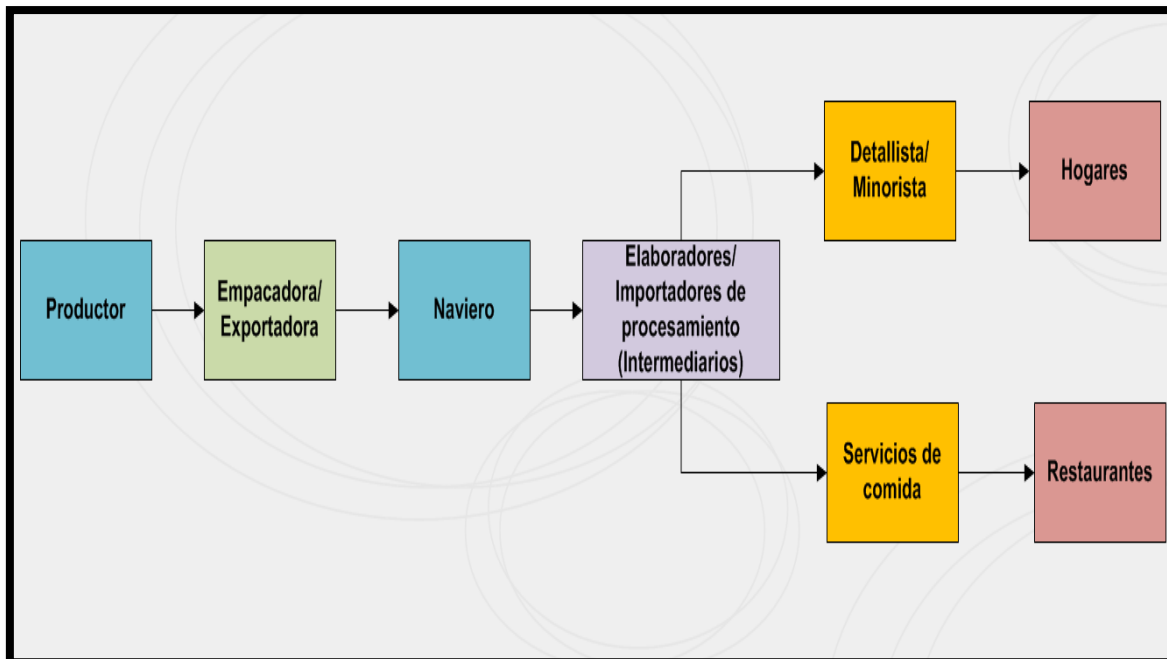 Productor
Empacadora/
Exportadora
Naviero
Elaboradores/
Importadores de
procesamiento
(Intermediarios)
Detallista/
Minorista
Hogares
Servicios de
comida
Restaurantes